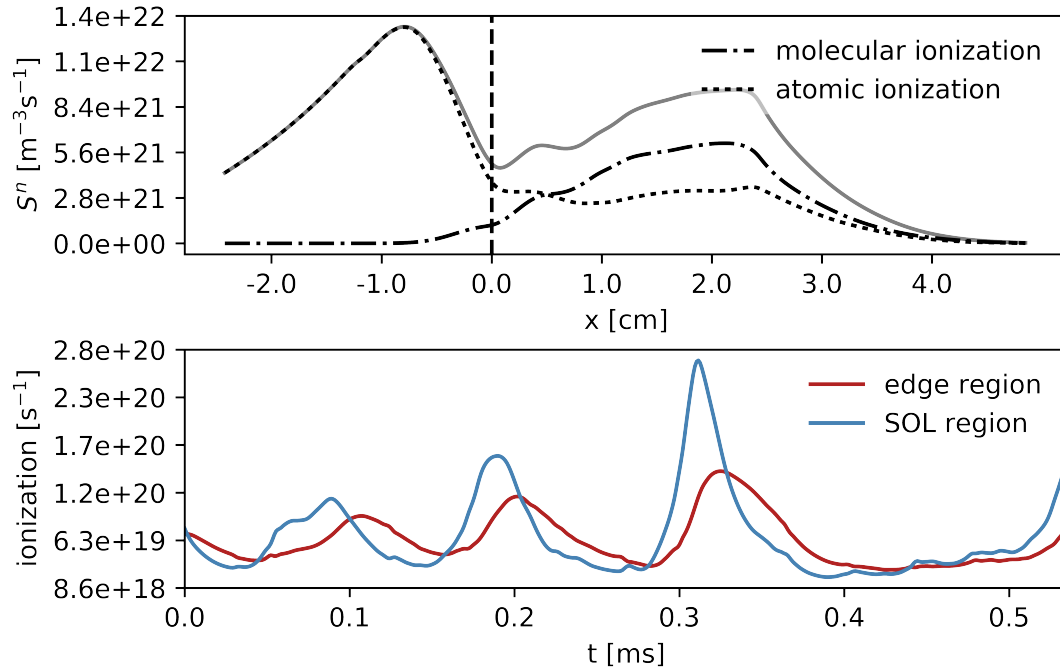 1.4e+22
1.1e+22
8.4e+21
5.6e+21
2.8e+21
0.0e+00
S^n [m^−3s^−1]
molecular ionization
atomic ionization
-2.0 -1.0 0.0 1.0 2.0 3.0 4.0
x [cm]
2.8e+20
2.3e+20
1.7e+20
1.2e+20
6.3e+19
8.6e+18
ionization [s^−1]
edge region
SOL region
0.0 0.1 0.2 0.3 0.4 0.5
t [ms]